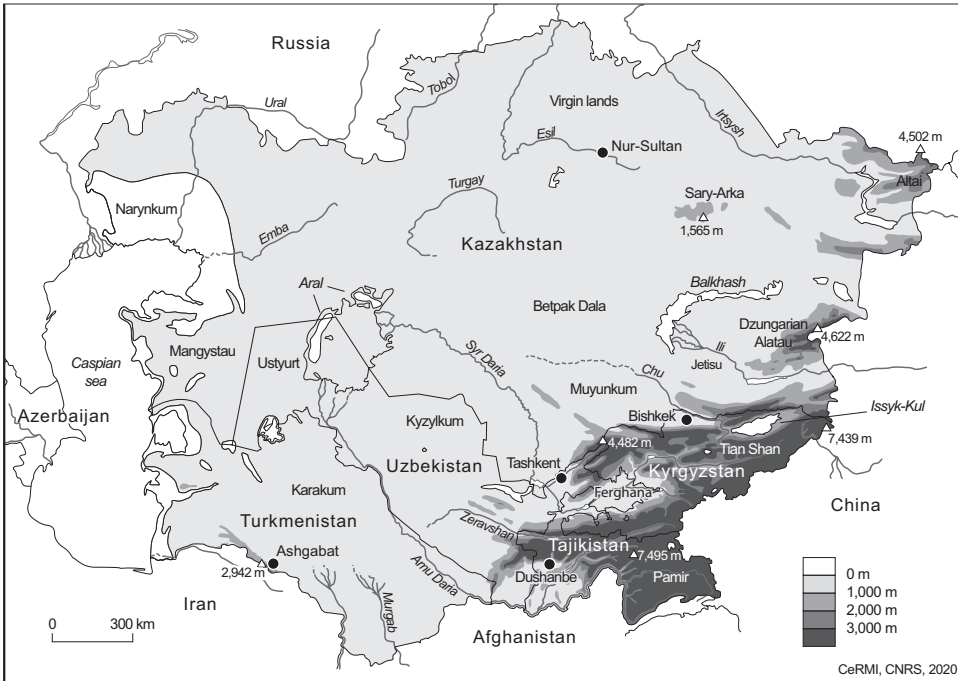 Russia
Tobol
Ural
Virgin lands
Irtsysh
4,502 m
Esil
Nur-Sultan
Altai
Turgay
Sary-Arka
Narynkum
1,565 m
Emba
Kazakhstan
Aral
Balkhash
Betpak Dala
Dzungarian
Alatau
4,622 m
Mangystau
Ustyurt
Syr Daria
Ili
Jetisu
Caspian
sea
Chu
Muyunkum
Issyk-Kul
Azerbaijan
Kyzylkum
Bishkek
7,439 m
4,482 m
Tian Shan
Uzbekistan
Tashkent
Kyrgyzstan
Karakum
Ferghana
China
Turkmenistan
Zeravshan
Tajikistan
7,495 m
Ashgabat
2,942 m
Amu Daria
Dushanbe
Pamir
Murgab
Iran
Afghanistan
0 300 km
0 m
1,000 m
2,000 m
3,000 m
CeRMI, CNRS, 2020